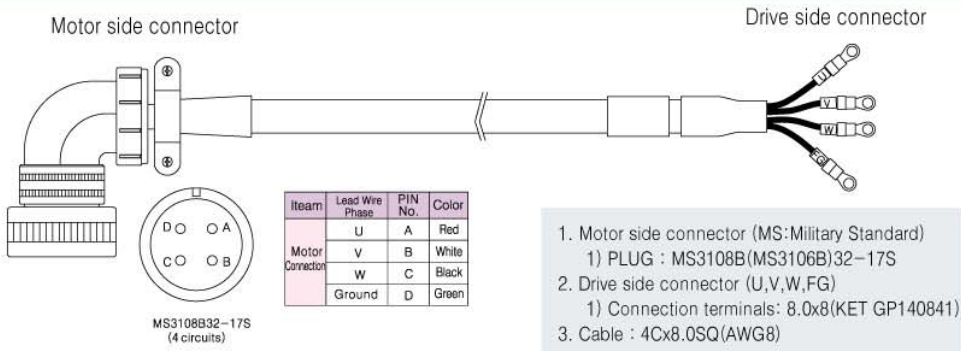 Motor side connector
Drive side connector
U
V
W
FG
D
A
C
B
MS3108B32-17S
(4 circuits)
Iteam Lead Wire Phase PIN No. Color
Motor Connection
U A Red
V B White
W C Black
Ground D Green
1. Motor side connector (MS:Military Standard)
1) PLUG : MS3108B(MS3106B)32-17S
2. Drive side connector (U,V,W,FG)
1) Connection terminals: 8.0x8(KET GP140841)
3. Cable : 4Cx8.0SQ(AWG8)